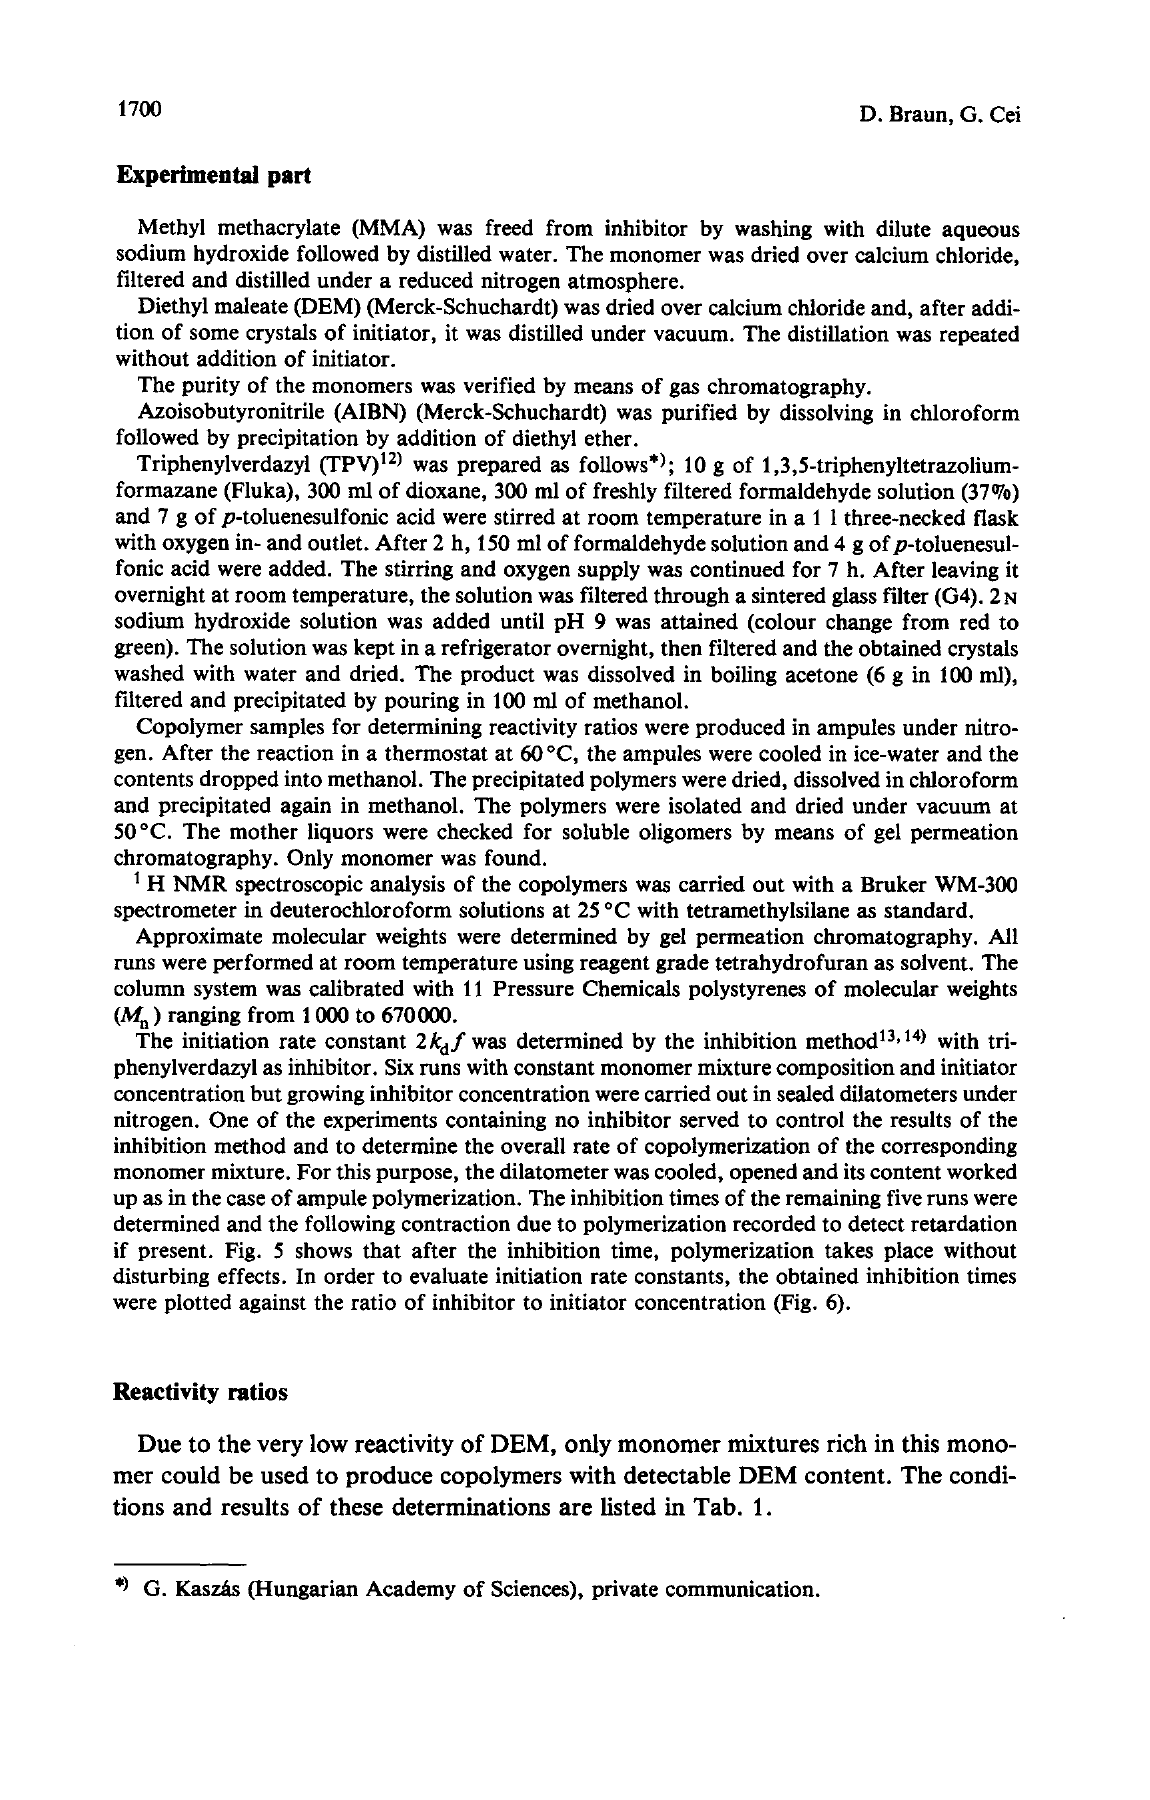 1700
D. Braun, G. Cei
Experimental part
Methyl methacrylate (MMA) was freed from inhibitor by washing with dilute aqueous
sodium hydroxide followed by distilled water. The monomer was dried over calcium chloride,
filtered and distilled under a reduced nitrogen atmosphere.
Diethyl maleate (DEM) (Merck-Schuchardt) was dried over calcium chloride and, after addi-
tion of some crystals of initiator, it was distilled under vacuum. The distillation was repeated
without addition of initiator.
The purity of the monomers was verified by means of gas chromatography.
Azoisobutyronitrile (AIBN) (Merck-Schuchardt) was purified by dissolving in chloroform
followed by precipitation by addition of diethyl ether.
Triphenylverdazyl (TPV)12) was prepared as follows*); 10 g of 1,3,5-triphenyltetrazolium-
formazane (Fluka), 300 ml of dioxane, 300 ml of freshly filtered formaldehyde solution (37%)
and 7 g of p-toluenesulfonic acid were stirred at room temperature in a 1 l three-necked flask
with oxygen in- and outlet. After 2 h, 150 ml of formaldehyde solution and 4 g of p-toluenesul-
fonic acid were added. The stirring and oxygen supply was continued for 7 h. After leaving it
overnight at room temperature, the solution was filtered through a sintered glass filter (G4). 2 N
sodium hydroxide solution was added until pH 9 was attained (colour change from red to
green). The solution was kept in a refrigerator overnight, then filtered and the obtained crystals
washed with water and dried. The product was dissolved in boiling acetone (6 g in 100 ml),
filtered and precipitated by pouring in 100 ml of methanol.
Copolymer samples for determining reactivity ratios were produced in ampules under nitro-
gen. After the reaction in a thermostat at 60 °C, the ampules were cooled in ice-water and the
contents dropped into methanol. The precipitated polymers were dried, dissolved in chloroform
and precipitated again in methanol. The polymers were isolated and dried under vacuum at
50 °C. The mother liquors were checked for soluble oligomers by means of gel permeation
chromatography. Only monomer was found.
1 H NMR spectroscopic analysis of the copolymers was carried out with a Bruker WM-300
spectrometer in deuterochloroform solutions at 25 °C with tetramethylsilane as standard.
Approximate molecular weights were determined by gel permeation chromatography. All
runs were performed at room temperature using reagent grade tetrahydrofuran as solvent. The
column system was calibrated with 11 Pressure Chemicals polystyrenes of molecular weights
(Mn) ranging from 1 000 to 670 000.
The initiation rate constant 2kd f was determined by the inhibition method13, 14) with tri-
phenylverdazyl as inhibitor. Six runs with constant monomer mixture composition and initiator
concentration but growing inhibitor concentration were carried out in sealed dilatometers under
nitrogen. One of the experiments containing no inhibitor served to control the results of the
inhibition method and to determine the overall rate of copolymerization of the corresponding
monomer mixture. For this purpose, the dilatometer was cooled, opened and its content worked
up as in the case of ampule polymerization. The inhibition times of the remaining five runs were
determined and the following contraction due to polymerization recorded to detect retardation
if present. Fig. 5 shows that after the inhibition time, polymerization takes place without
disturbing effects. In order to evaluate initiation rate constants, the obtained inhibition times
were plotted against the ratio of inhibitor to initiator concentration (Fig. 6).
Reactivity ratios
Due to the very low reactivity of DEM, only monomer mixtures rich in this mono-
mer could be used to produce copolymers with detectable DEM content. The condi-
tions and results of these determinations are listed in Tab. 1.
*) G. Kaszás (Hungarian Academy of Sciences), private communication.